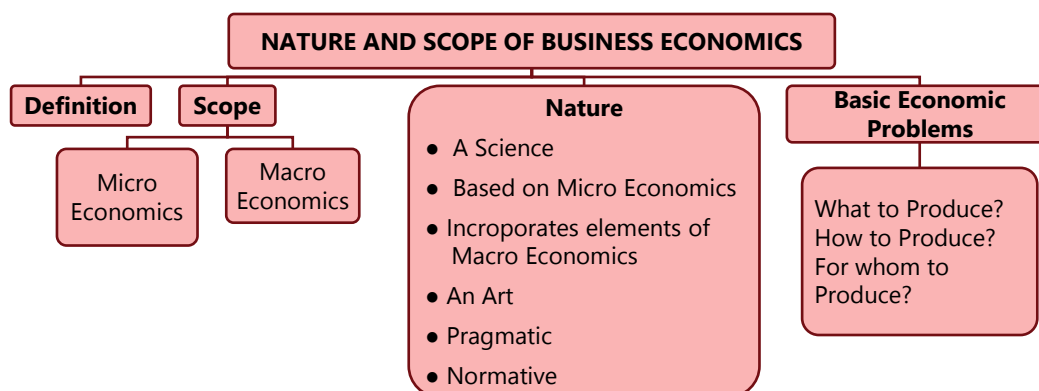 NATURE AND SCOPE OF BUSINESS ECONOMICS
Definition
Scope
Micro
Economics
Macro
Economics
Nature
● A Science
● Based on Micro Economics
● Incroporates elements of
Macro Economics
● An Art
● Pragmatic
● Normative
Basic Economic
Problems
What to Produce?
How to Produce?
For whom to
Produce?